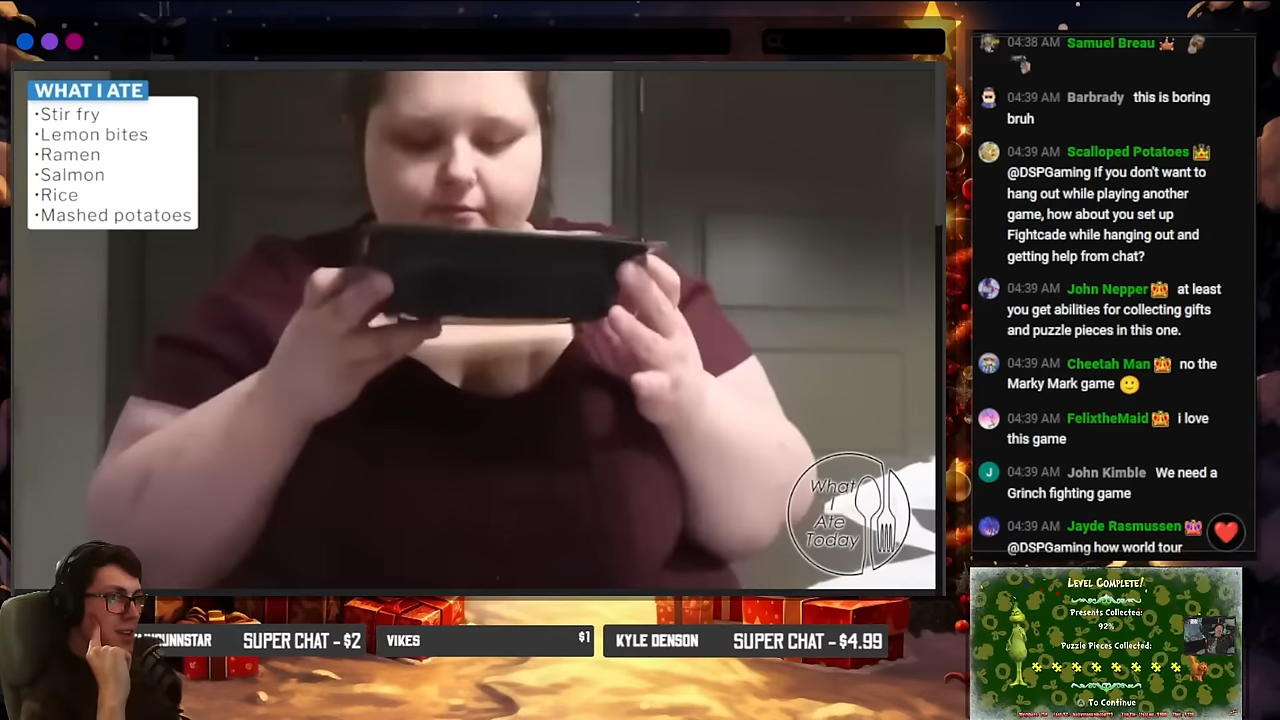 WHAT I ATE
·Stir fry
·Lemon bites
·Ramen
·Salmon
·Rice
·Mashed potatoes
What
I
Ate
Today
04:38 AM Samuel Breau
04:39 AM Barbrady this is boring
bruh
04:39 AM Scalloped Potatoes
@DSPGaming If you don't want to
hang out while playing another
game, how about you set up
Fightcade while hanging out and
getting help from chat?
04:39 AM John Nepper at least
you get abilities for collecting gifts
and puzzle pieces in this one.
04:39 AM Cheetah Man no the
Marky Mark game
04:39 AM FelixtheMaid i love
this game
J 04:39 AM John Kimble We need a
Grinch fighting game
04:39 AM Jayde Rasmussen
@DSPGaming how world tour
SUPER CHAT - $2
VIKES $1
KYLE DENSON SUPER CHAT - $4.99
Level Complete!
Presents Collected:
92%
Puzzle Pieces Collected:
To Continue